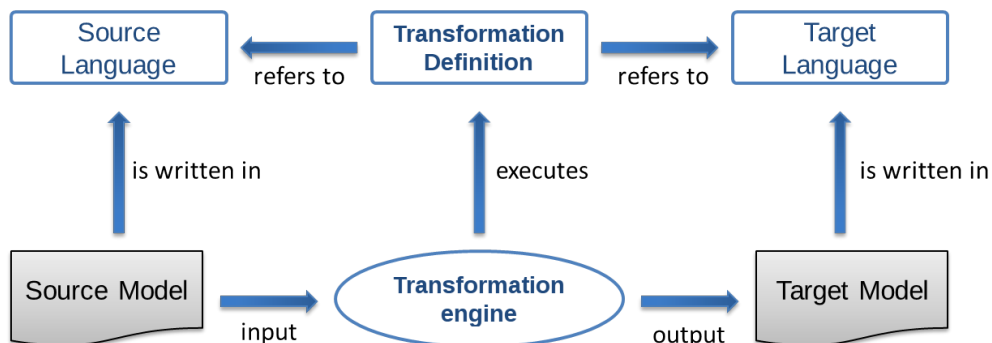 Source
Language
Transformation
Definition
Target
Language
refers to
refers to
is written in
executes
is written in
Source Model
Transformation
engine
Target Model
input
output